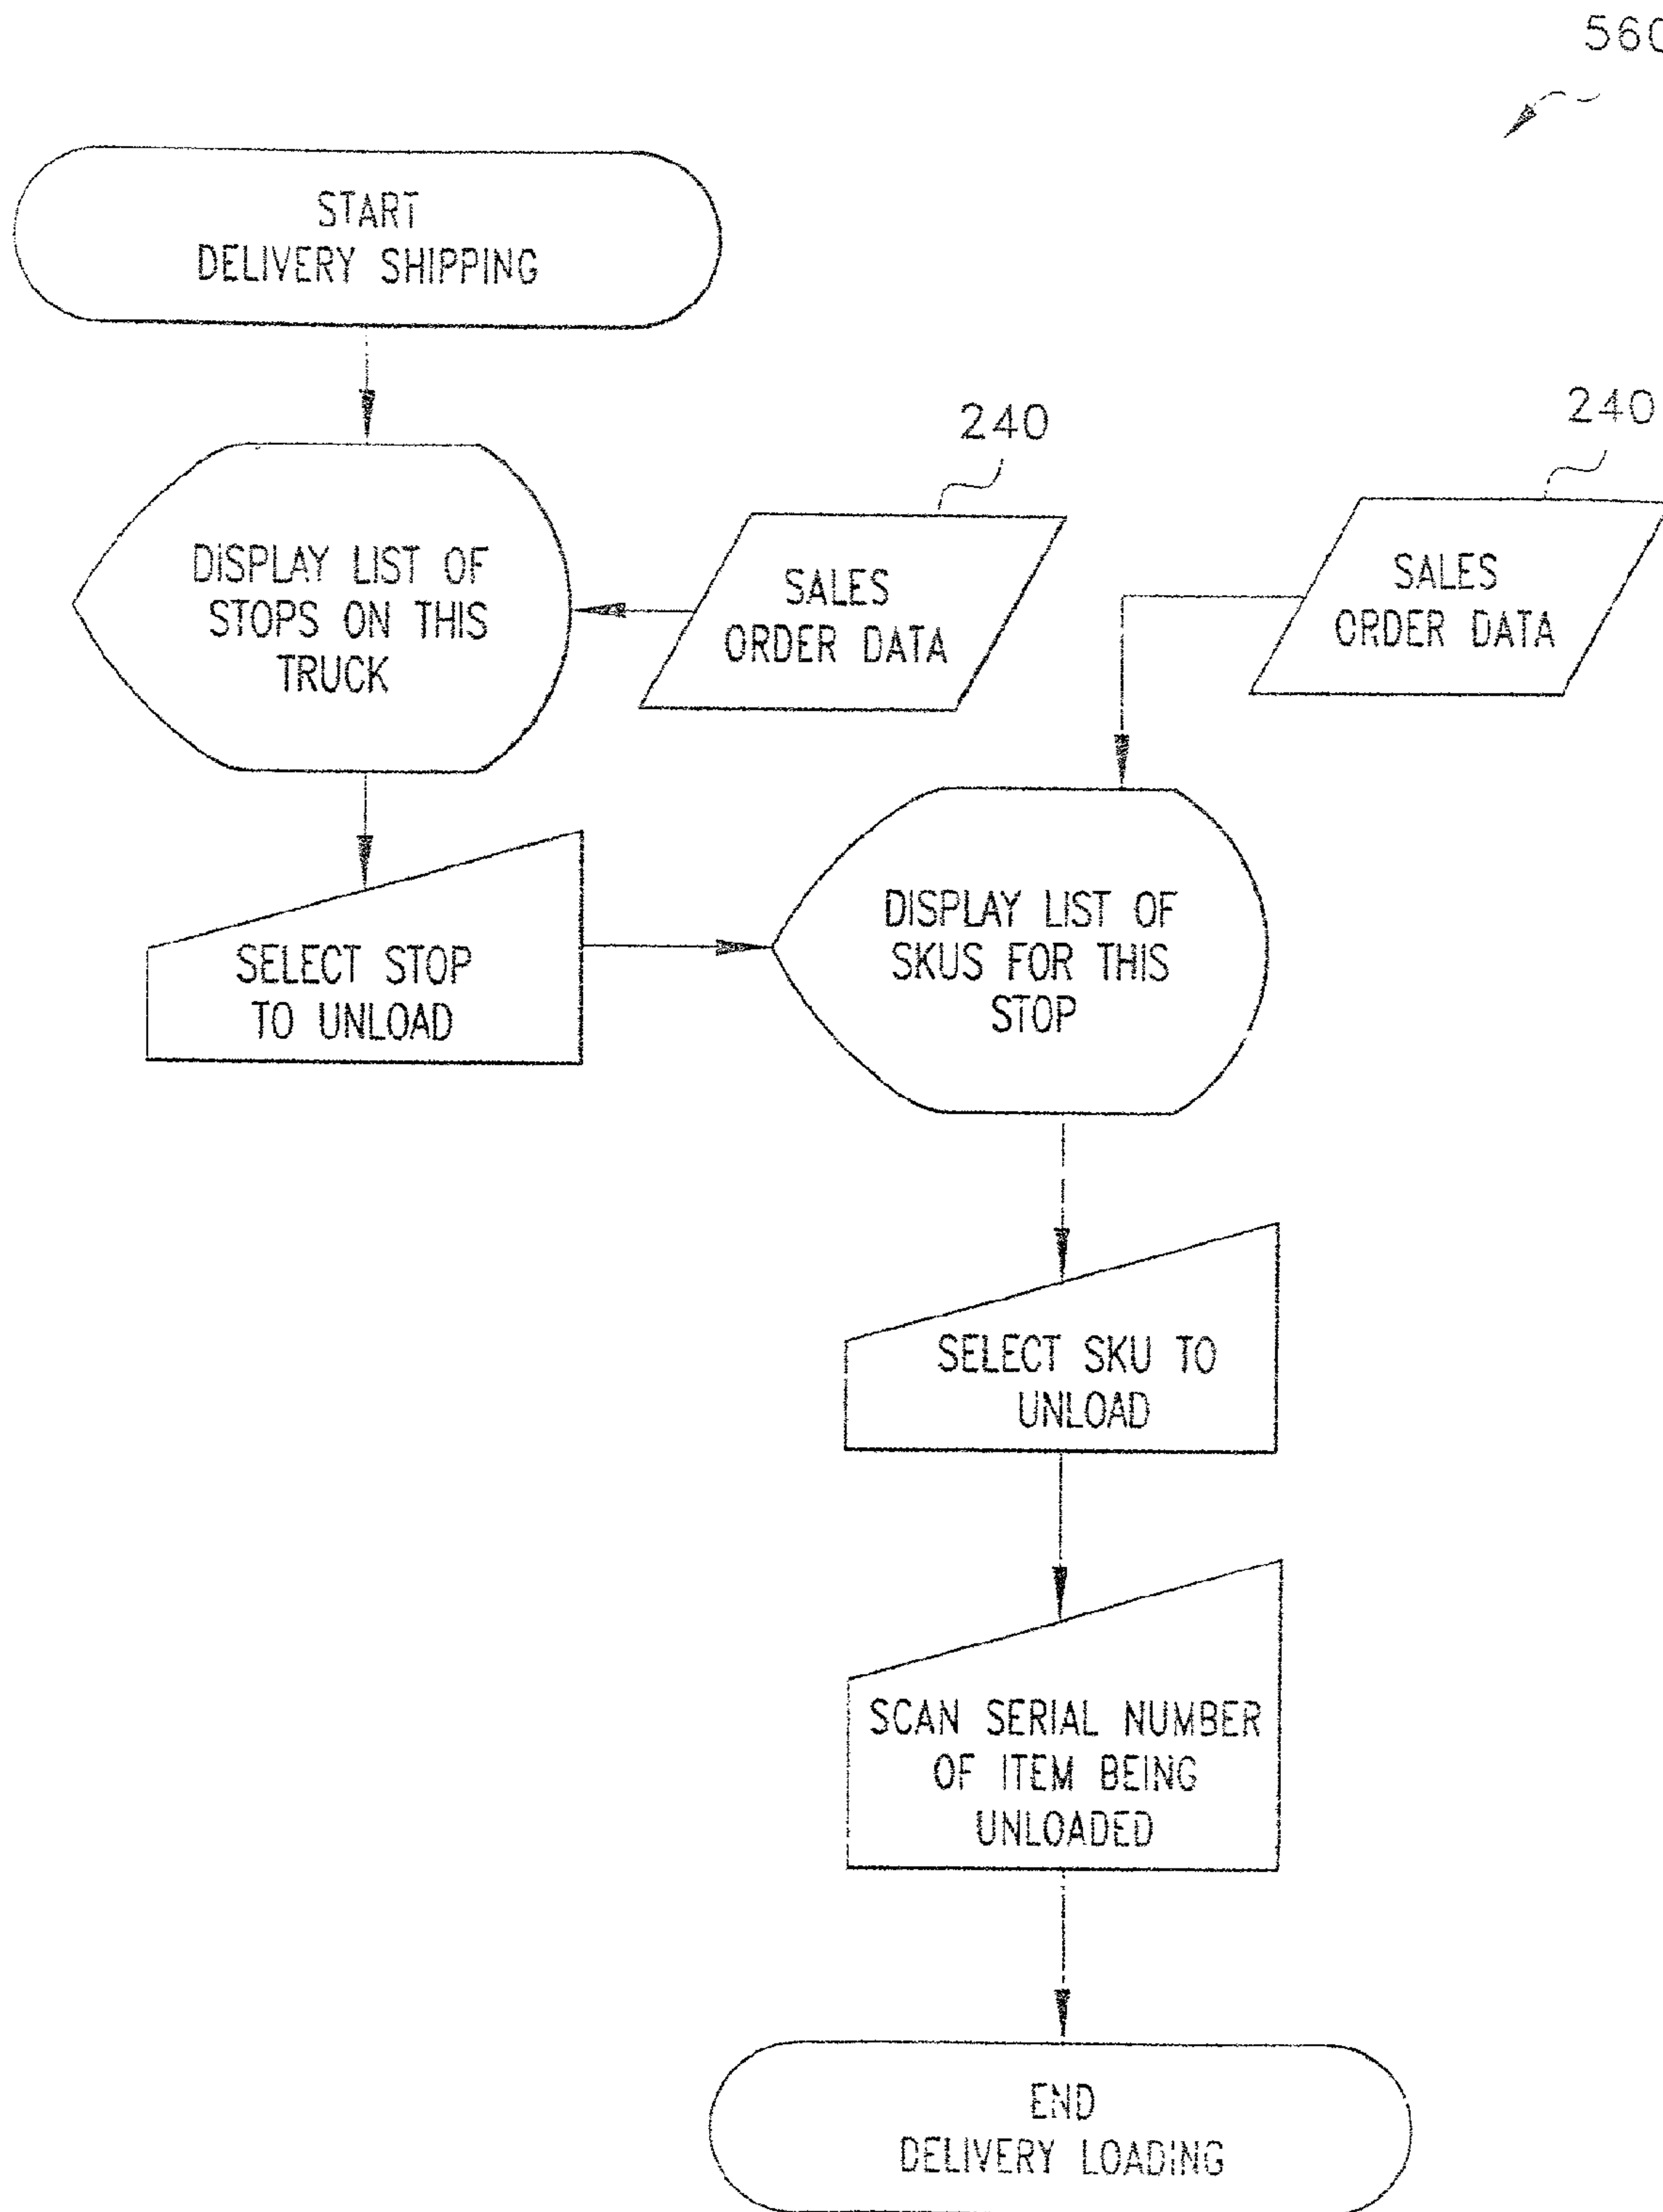 560
START
DELIVERY SHIPPING
240
240
DISPLAY LIST OF
STOPS ON THIS
TRUCK
SALES
ORDER DATA
SALES
ORDER DATA
SELECT STOP
TO UNLOAD
DISPLAY LIST OF
SKUS FOR THIS
STOP
SELECT SKU TO
UNLOAD
SCAN SERIAL NUMBER
OF ITEM BEING
UNLOADED
END
DELIVERY LOADING